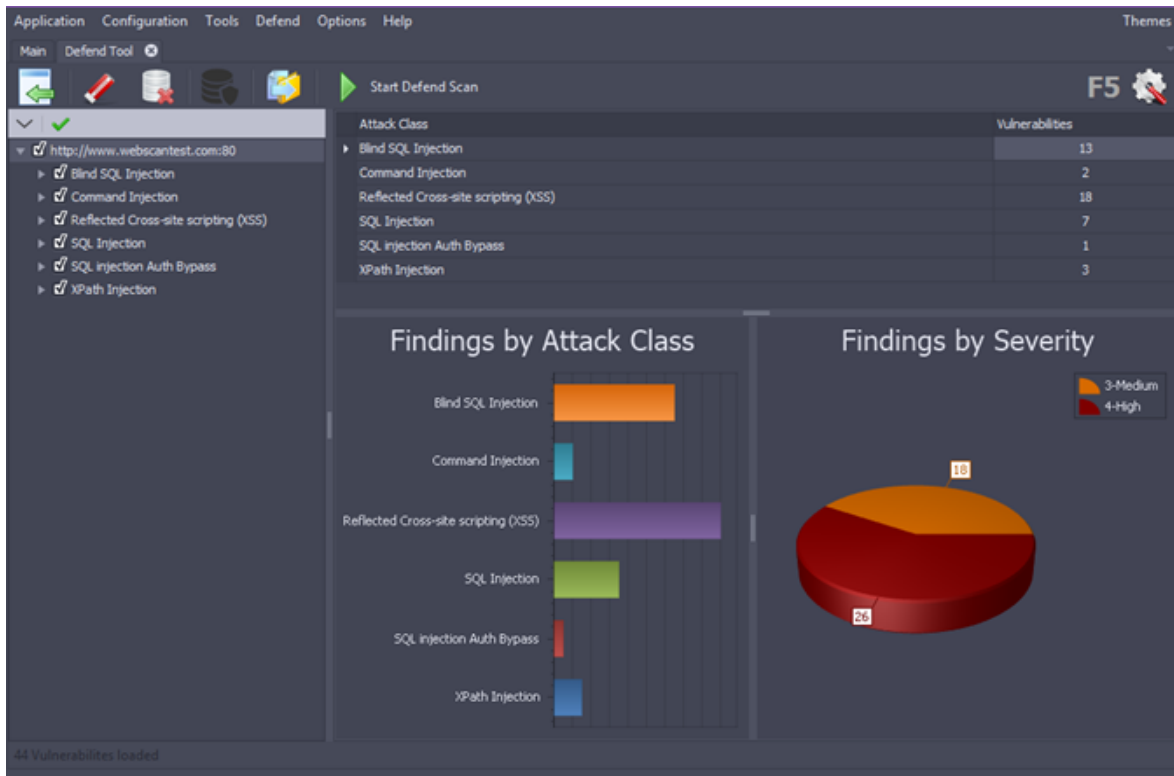 Application Configuration Tools Defend Options Help Themes
Main Defend Tool
Start Defend Scan F5
http://www.webscantest.com:80
Blind SQL Injection
Command Injection
Reflected Cross-site scripting (XSS)
SQL Injection
SQL injection Auth Bypass
XPath Injection
Attack Class Vulnerabilities
Blind SQL Injection 13
Command Injection 2
Reflected Cross-site scripting (XSS) 18
SQL Injection 7
SQL injection Auth Bypass 1
XPath Injection 3
Findings by Attack Class
Blind SQL Injection
Command Injection
Reflected Cross-site scripting (XSS)
SQL Injection
SQL injection Auth Bypass
XPath Injection
Findings by Severity
3-Medium
4-High
18
26
44 Vulnerabilites loaded